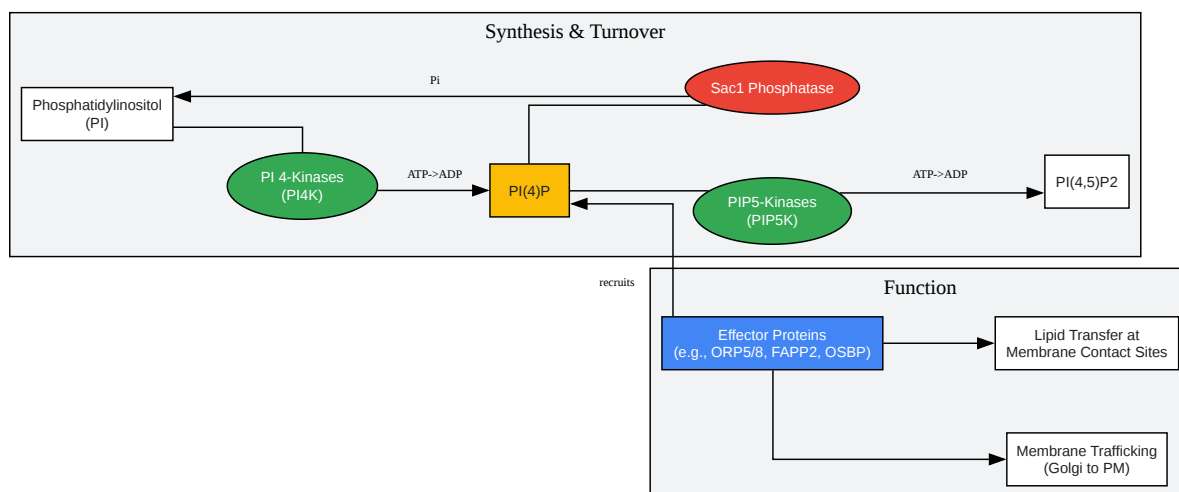 Synthesis & Turnover
Pi
Sac1 Phosphatase
Phosphatidylinositol
(PI)
PI 4-Kinases
(PI4K)
ATP->ADP
PI(4)P
PIP5-Kinases
(PIP5K)
ATP->ADP
PI(4,5)P2
recruits
Function
Effector Proteins
(e.g., ORP5/8, FAPP2, OSBP)
Lipid Transfer at
Membrane Contact Sites
Membrane Trafficking
(Golgi to PM)